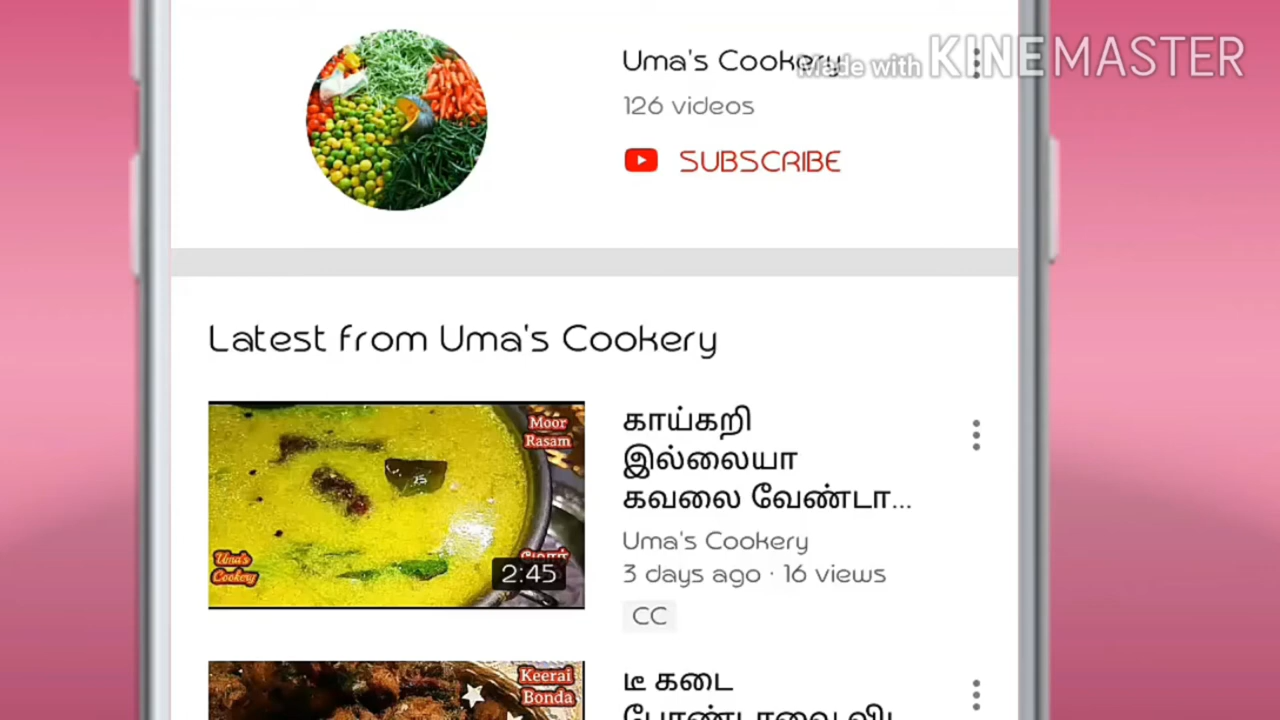 Uma's Cookery
Made with KINEMASTER
126 videos
SUBSCRIBE
Latest from Uma's Cookery
Moor
Rasam
Uma's
Cookery
2:45
காய்கறி
இல்லையா
கவலை வேண்டா...
Uma's Cookery
3 days ago · 16 views
CC
Keerai
Bonda
டீ கடை